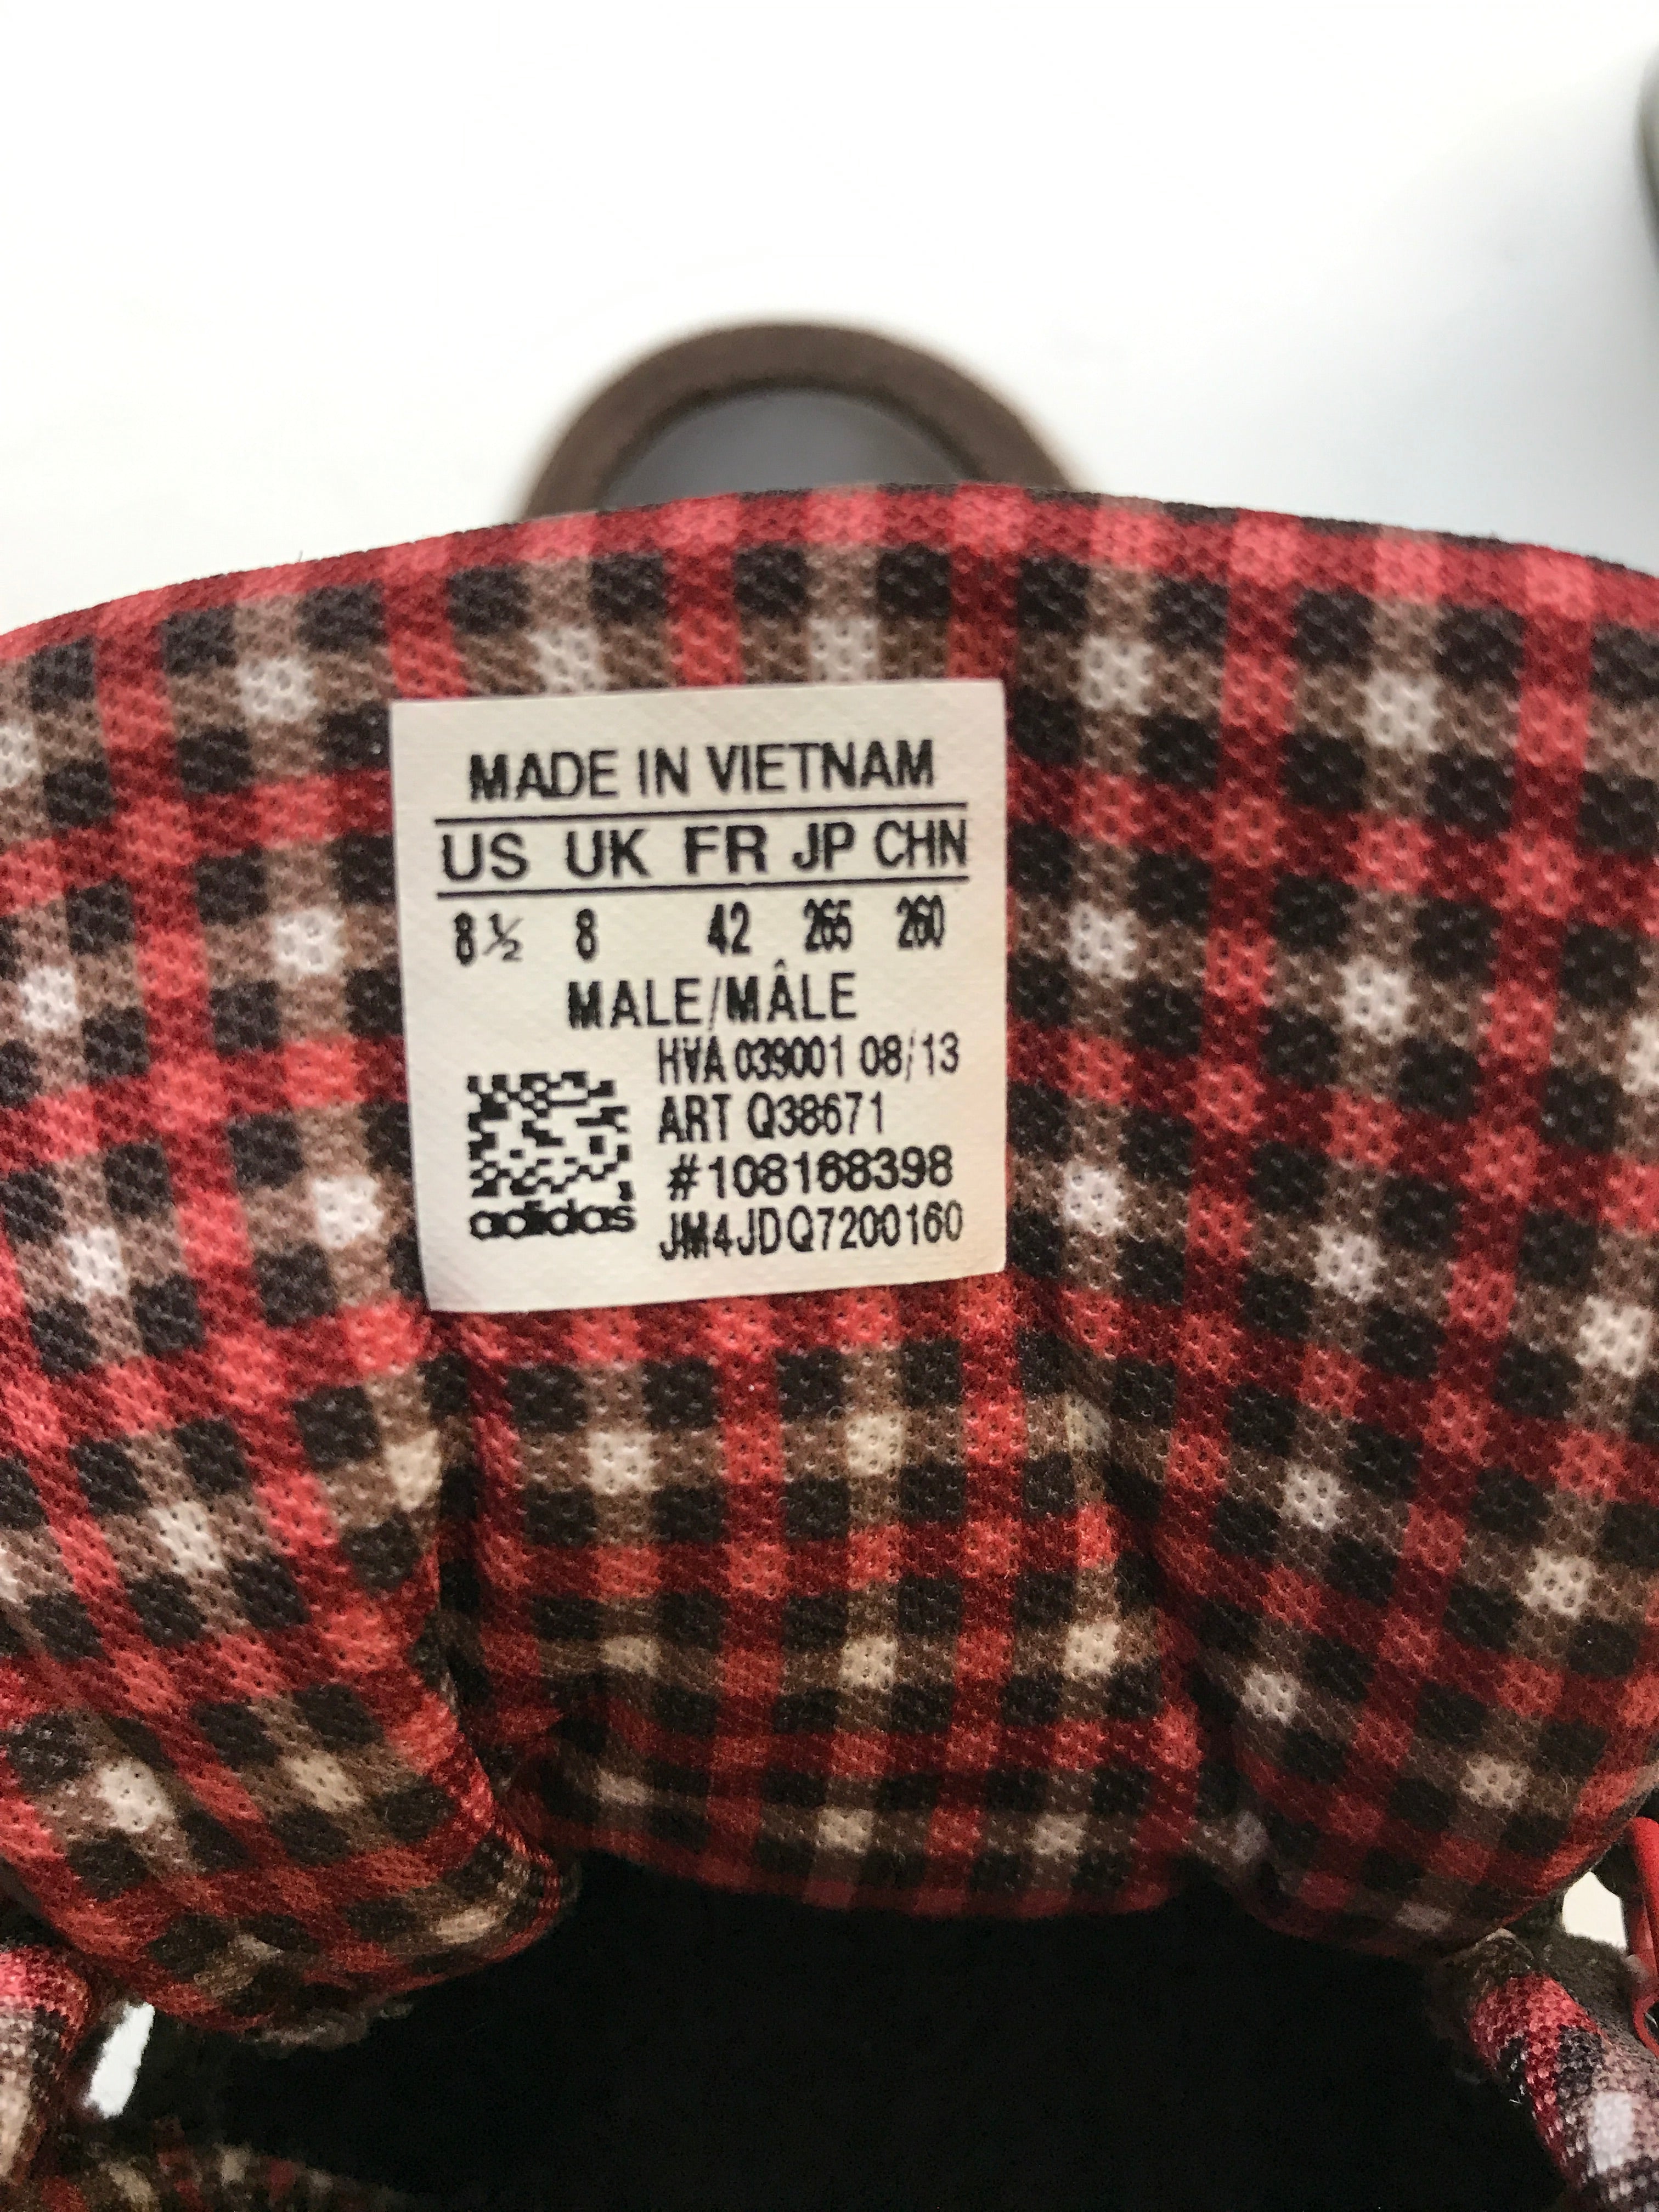 MADE IN VIETNAM
US UK FR JP CHN
8½ 8 42 265 260
MALE/MÂLE
HVA 039001 08/13
ART Q38671
#108168398
adidas JM4JDQ7200160